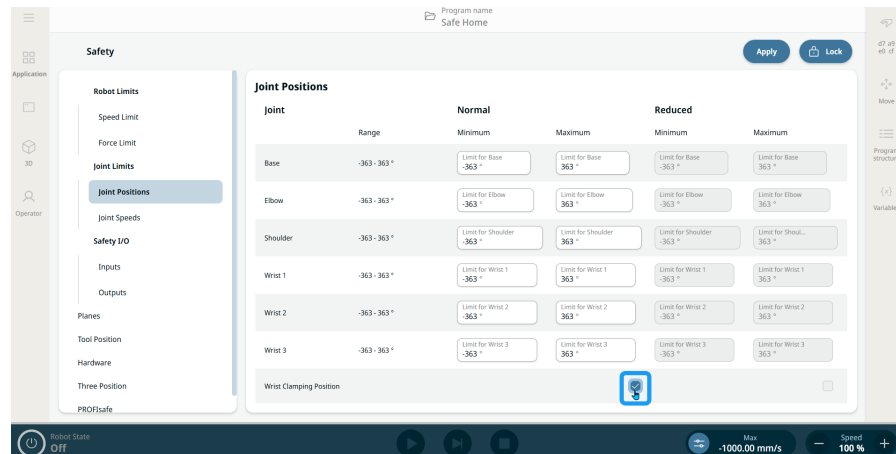 Program name
Safe Home
Safety
Apply
Lock
d7 a9
e0 cf
Application
3D
Operator
Move
Program
structur
Variable
Robot Limits
Speed Limit
Force Limit
Joint Limits
Joint Positions
Joint Speeds
Safety I/O
Inputs
Outputs
Planes
Tool Position
Hardware
Three Position
PROFIsafe
Joint Positions
Joint Normal Reduced
Range Minimum Maximum Minimum Maximum
Limit for Base Limit for Base Limit for Base Limit for Base
Base -363 - 363 ° -363 ° 363 ° -363 ° 363 °
Limit for Elbow Limit for Elbow Limit for Elbow Limit for Elbow
Elbow -363 - 363 ° -363 ° 363 ° -363 ° 363 °
Limit for Shoulder Limit for Shoulder Limit for Shoulder Limit for Shoul...
Shoulder -363 - 363 ° -363 ° 363 ° -363 ° 363 °
Limit for Wrist 1 Limit for Wrist 1 Limit for Wrist 1 Limit for Wrist 1
Wrist 1 -363 - 363 ° -363 ° 363 ° -363 ° 363 °
Limit for Wrist 2 Limit for Wrist 2 Limit for Wrist 2 Limit for Wrist 2
Wrist 2 -363 - 363 ° -363 ° 363 ° -363 ° 363 °
Limit for Wrist 3 Limit for Wrist 3 Limit for Wrist 3 Limit for Wrist 3
Wrist 3 -363 - 363 ° -363 ° 363 ° -363 ° 363 °
Wrist Clamping Position
Robot State
Off
Max
-1000.00 mm/s
Speed
100 %